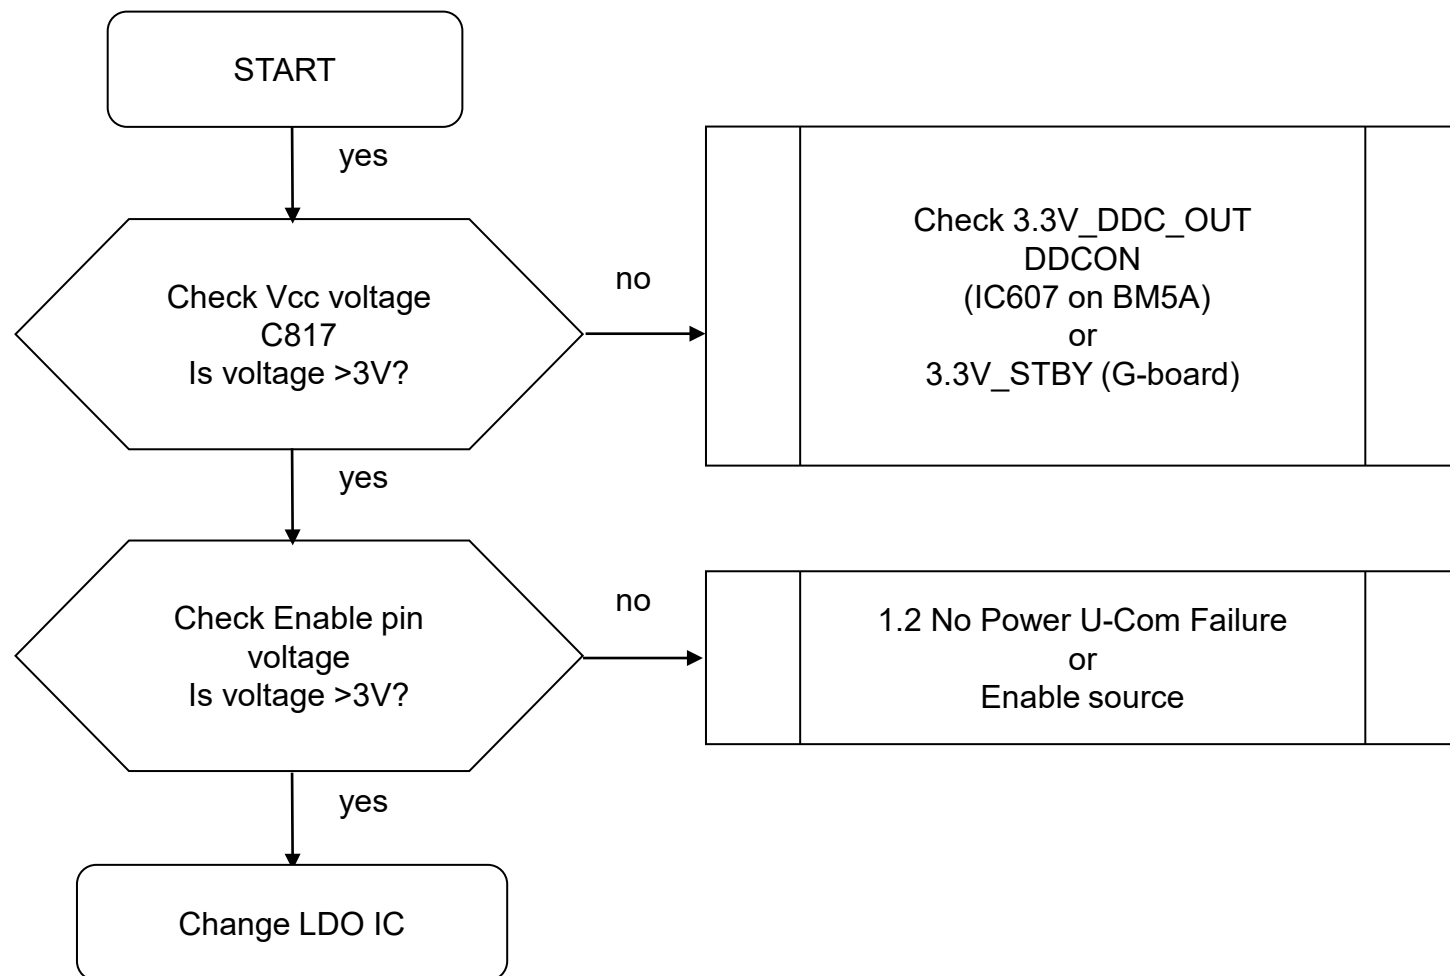 START
yes
Check Vcc voltage
C817
Is voltage >3V?
no
Check 3.3V_DDC_OUT
DDCON
(IC607 on BM5A)
or
3.3V_STBY (G-board)
yes
Check Enable pin
voltage
Is voltage >3V?
no
1.2 No Power U-Com Failure
or
Enable source
yes
Change LDO IC